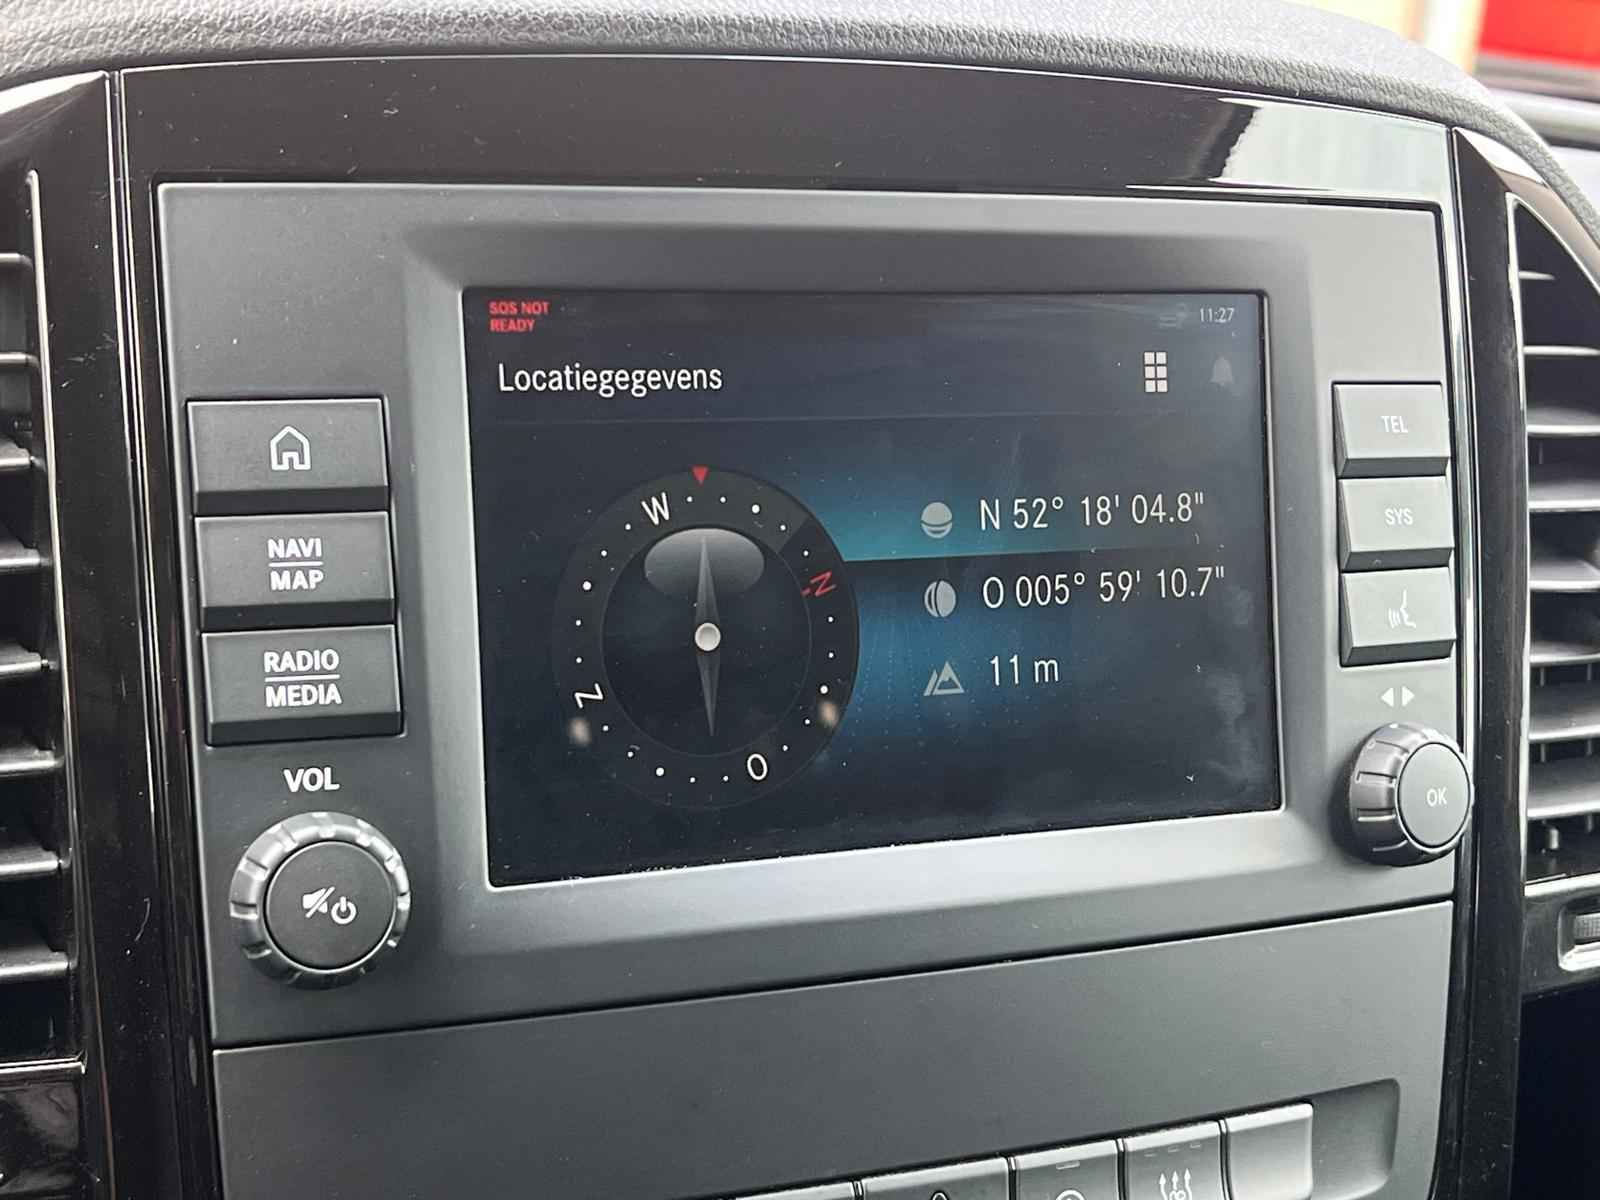 SOS NOT
READY
11:27
Locatiegegevens
W
N
Z
O
N 52° 18' 04.8"
O 005° 59' 10.7"
11 m
NAVI
MAP
RADIO
MEDIA
VOL
TEL
SYS
OK